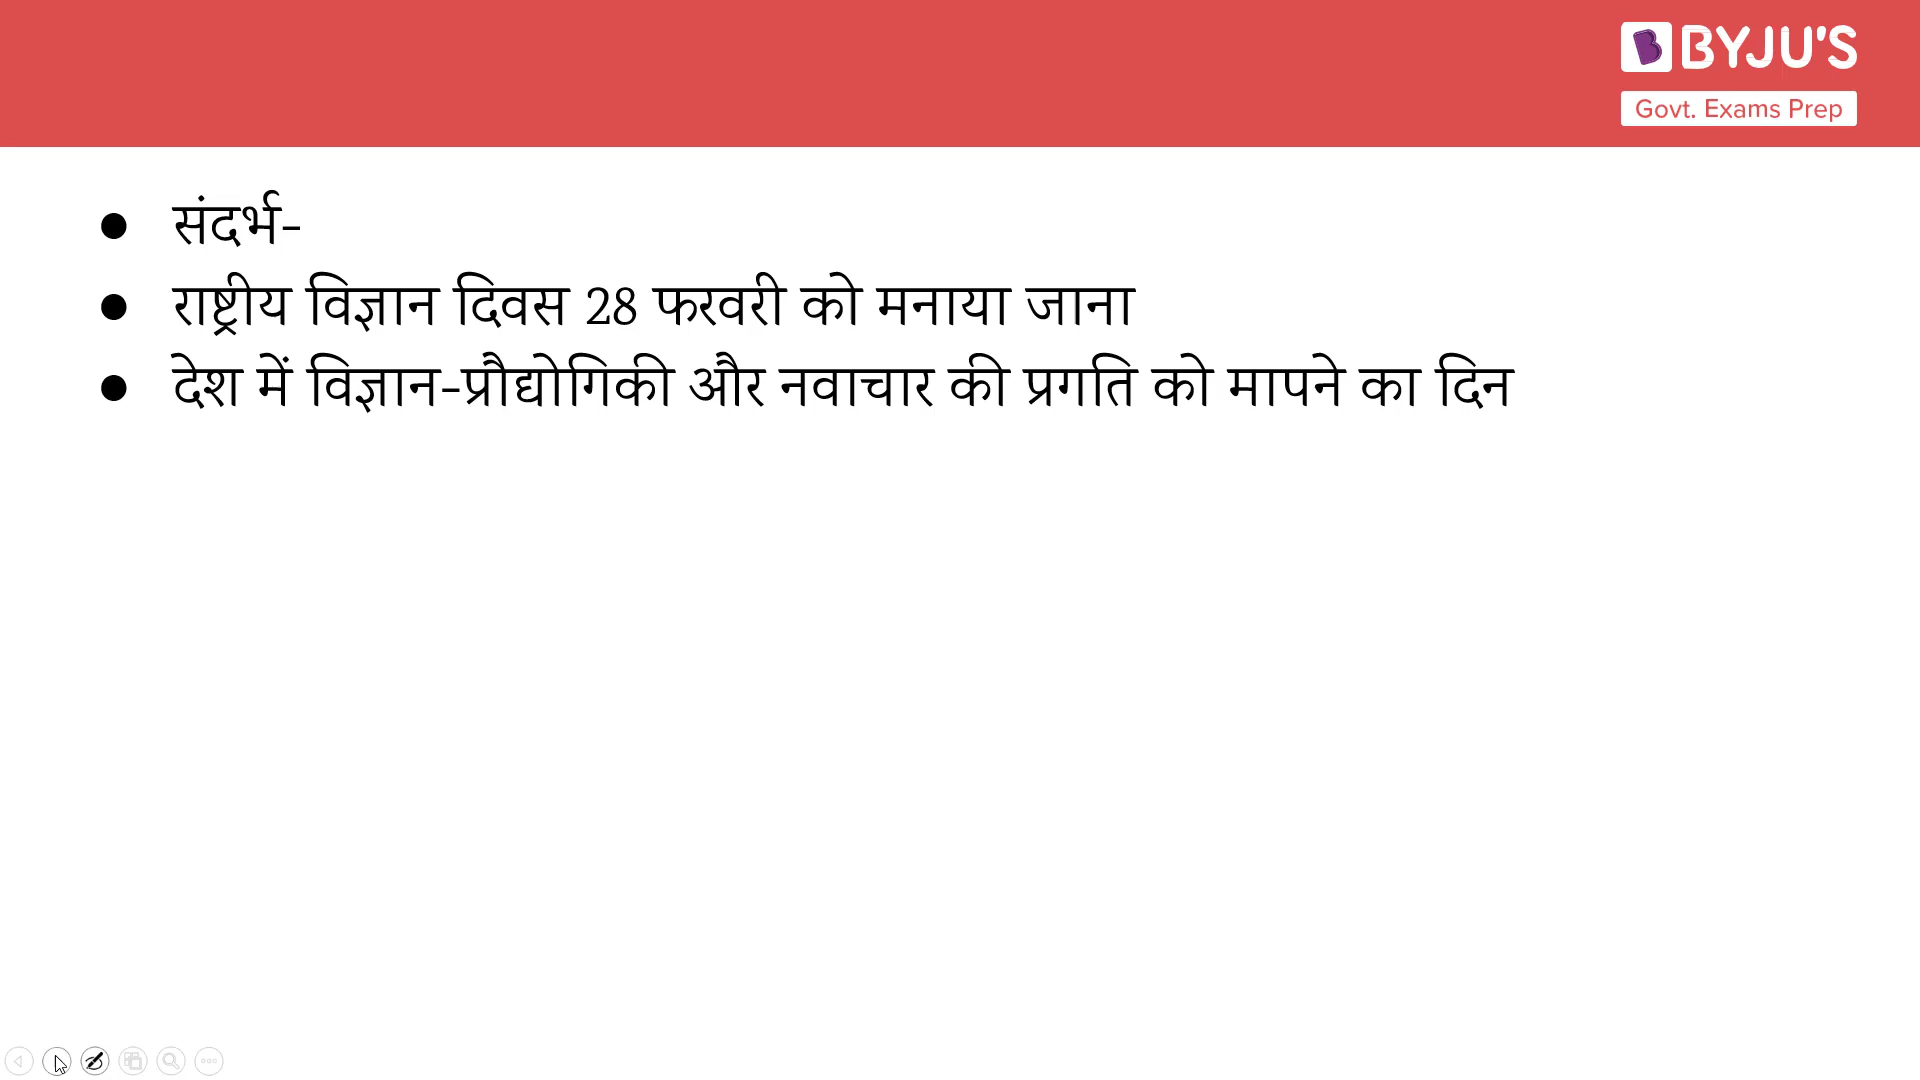 BYJU'S
Govt. Exams Prep
● संदर्भ-
● राष्ट्रीय विज्ञान दिवस 28 फरवरी को मनाया जाना
● देश में विज्ञान-प्रौद्योगिकी और नवाचार की प्रगति को मापने का दिन